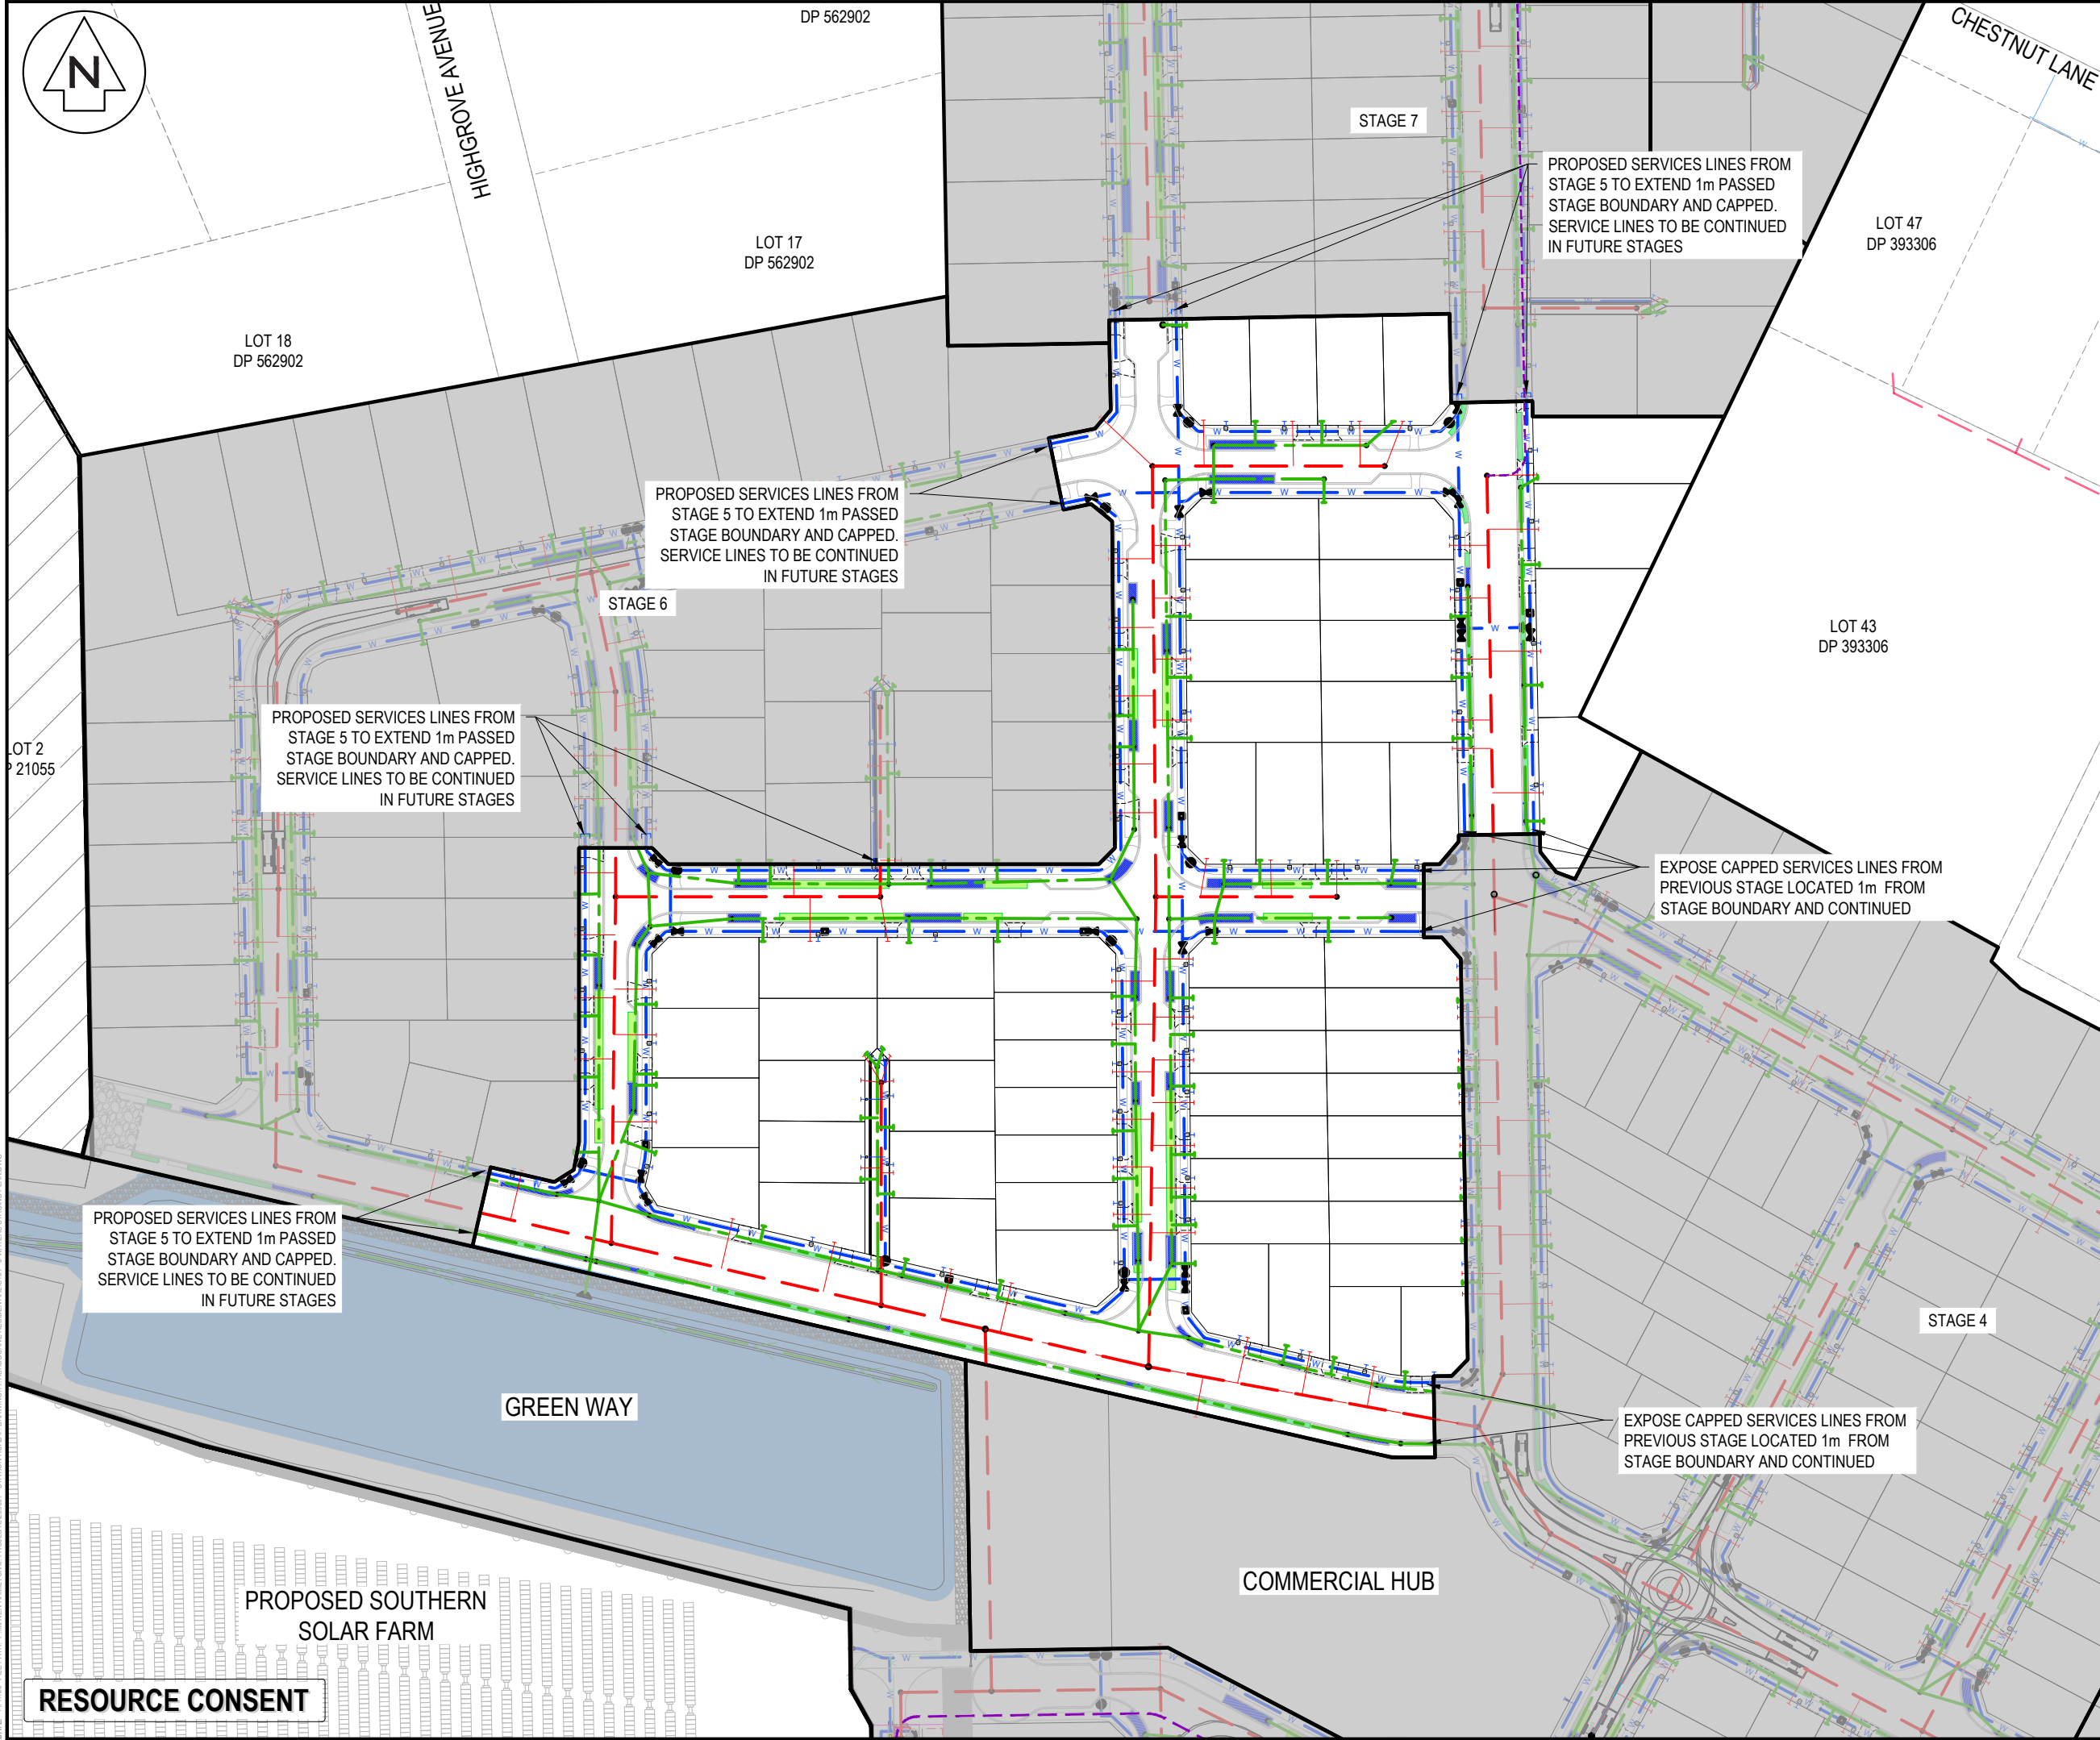 DP 562902
N
HIGHGROVE AVENUE
CHESTNUT LANE
STAGE 7
PROPOSED SERVICES LINES FROM
STAGE 5 TO EXTEND 1m PASSED
STAGE BOUNDARY AND CAPPED.
SERVICE LINES TO BE CONTINUED
IN FUTURE STAGES
LOT 47
DP 393306
LOT 17
DP 562902
LOT 18
DP 562902
PROPOSED SERVICES LINES FROM
STAGE 5 TO EXTEND 1m PASSED
STAGE BOUNDARY AND CAPPED.
SERVICE LINES TO BE CONTINUED
IN FUTURE STAGES
STAGE 6
LOT 43
DP 393306
PROPOSED SERVICES LINES FROM
STAGE 5 TO EXTEND 1m PASSED
STAGE BOUNDARY AND CAPPED.
SERVICE LINES TO BE CONTINUED
IN FUTURE STAGES
LOT 2
P 21055
EXPOSE CAPPED SERVICES LINES FROM
PREVIOUS STAGE LOCATED 1m FROM
STAGE BOUNDARY AND CONTINUED
PROPOSED SERVICES LINES FROM
STAGE 5 TO EXTEND 1m PASSED
STAGE BOUNDARY AND CAPPED.
SERVICE LINES TO BE CONTINUED
IN FUTURE STAGES
STAGE 4
GREEN WAY
EXPOSE CAPPED SERVICES LINES FROM
PREVIOUS STAGE LOCATED 1m FROM
STAGE BOUNDARY AND CONTINUED
COMMERCIAL HUB
PROPOSED SOUTHERN
SOLAR FARM
RESOURCE CONSENT